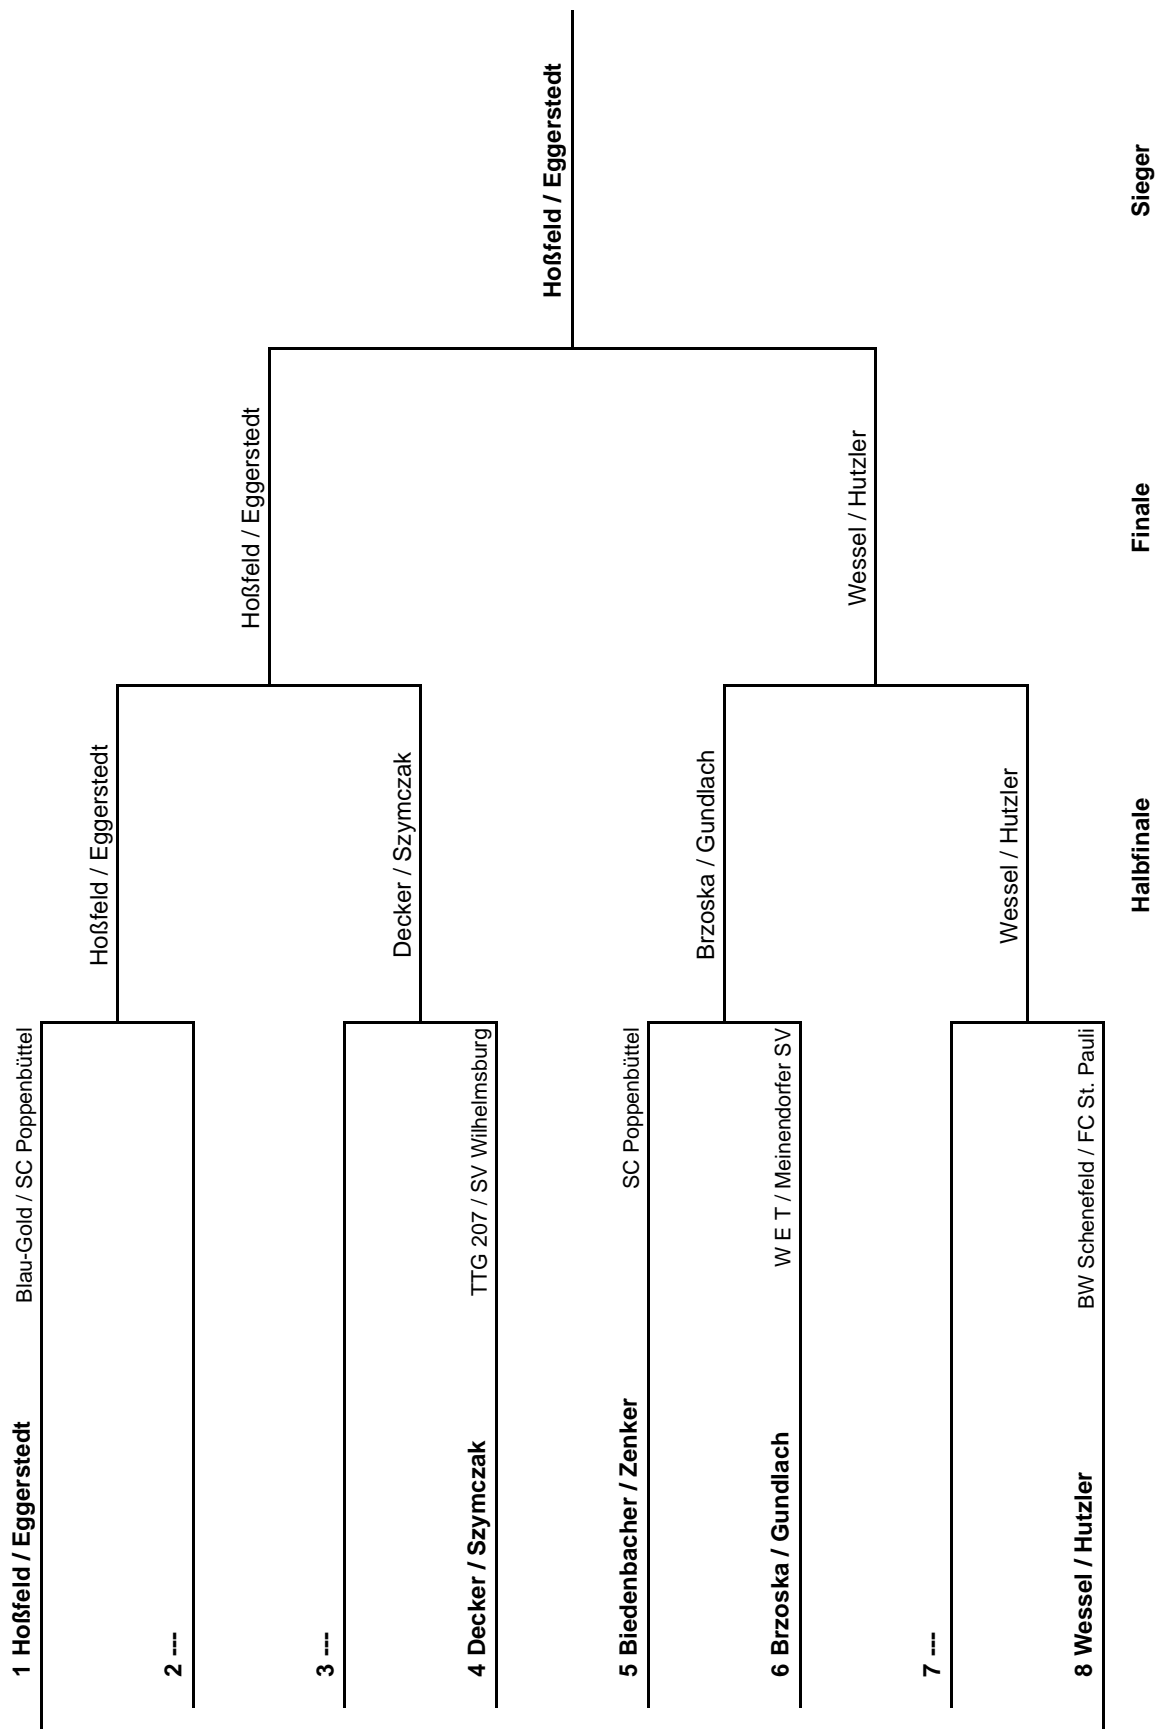 1 Hoßfeld / Eggerstedt Blau-Gold / SC Poppenbüttel
Hoßfeld / Eggerstedt
2 ---
Hoßfeld / Eggerstedt
3 ---
Decker / Szymczak
4 Decker / Szymczak TTG 207 / SV Wilhelmsburg
Hoßfeld / Eggerstedt
5 Biedenbacher / Zenker SC Poppenbüttel
Brzoska / Gundlach
6 Brzoska / Gundlach W E T / Meinendorfer SV
Wessel / Hutzler
7 ---
Wessel / Hutzler
8 Wessel / Hutzler BW Schenefeld / FC St. Pauli
Halbfinale Finale Sieger